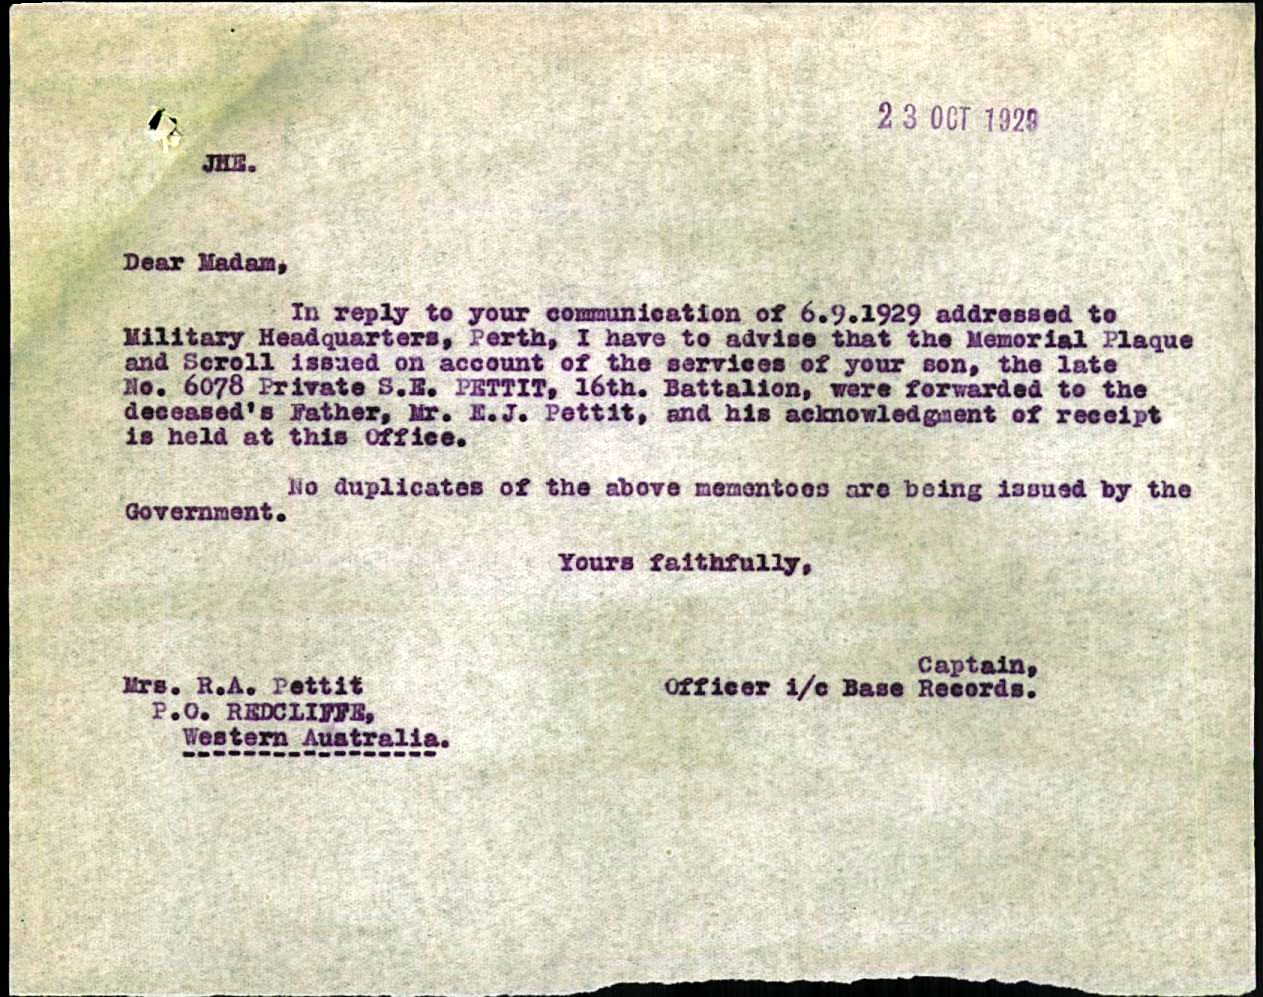 23 OCT 1929
JHE.
Dear Madam,
In reply to your communication of 6.9.1929 addressed to
Military Headquarters, Perth, I have to advise that the Memorial Plaque
and Scroll issued on account of the services of your son, the late
No. 6078 Private S.E. PETTIT, 16th. Battalion, were forwarded to the
deceased's Father, Mr. E.J. Pettit, and his acknowledgment of receipt
is held at this Office.
No duplicates of the above mementoes are being issued by the
Government.
Yours faithfully,
Captain,
Officer i/c Base Records.
Mrs. R.A. Pettit
P.O. REDCLIFFE,
Western Australia.